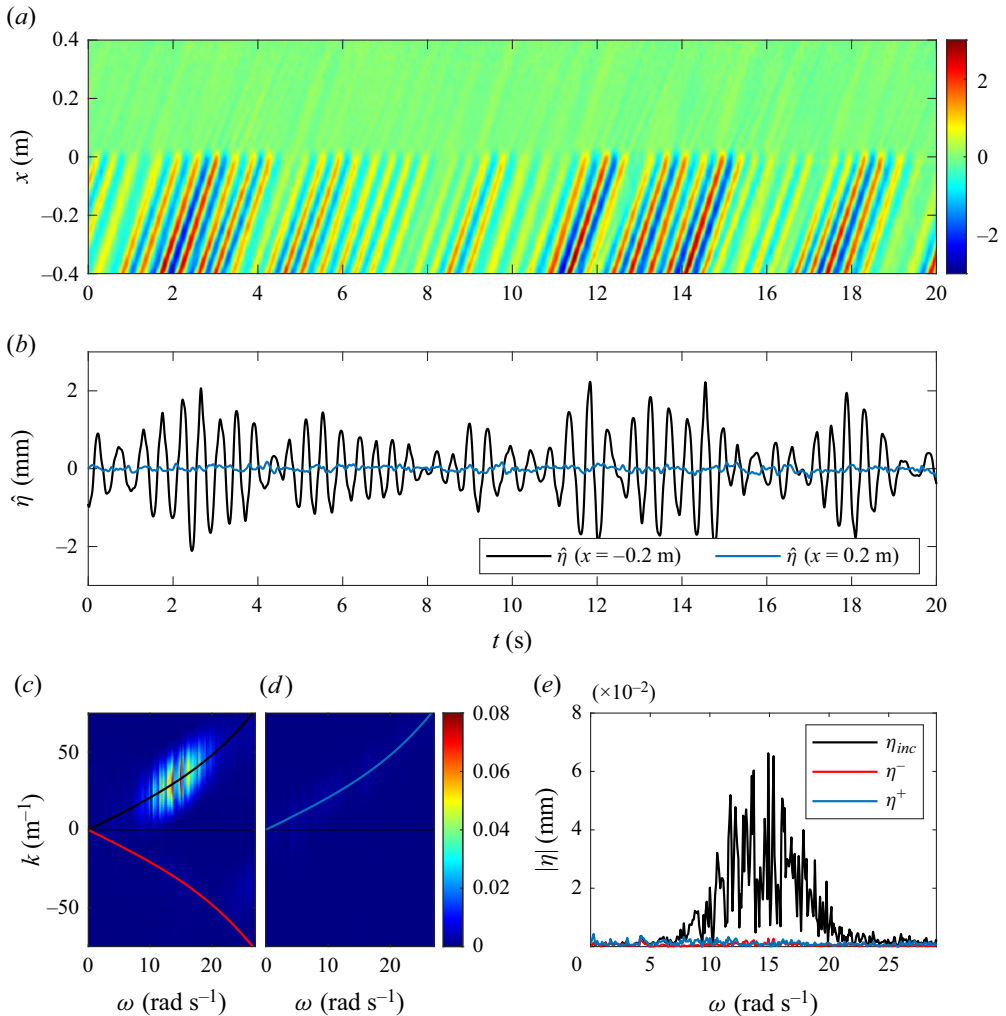 (a)
0.4
0.2
0
−0.2
−0.4
x (m)
2
0
−2
0 2 4 6 8 10 12 14 16 18 20
(b)
2
0
−2
η̂ (mm)
η̂ (x = −0.2 m) η̂ (x = 0.2 m)
0 2 4 6 8 10 12 14 16 18 20
t (s)
(c) (d) (e)
(×10⁻²)
50
0
−50
k (m⁻¹)
0 10 20
ω (rad s⁻¹)
0 10 20
ω (rad s⁻¹)
0.08
0.06
0.04
0.02
0
8
6
4
2
0
|η| (mm)
η_inc
η⁻
η⁺
0 5 10 15 20 25
ω (rad s⁻¹)